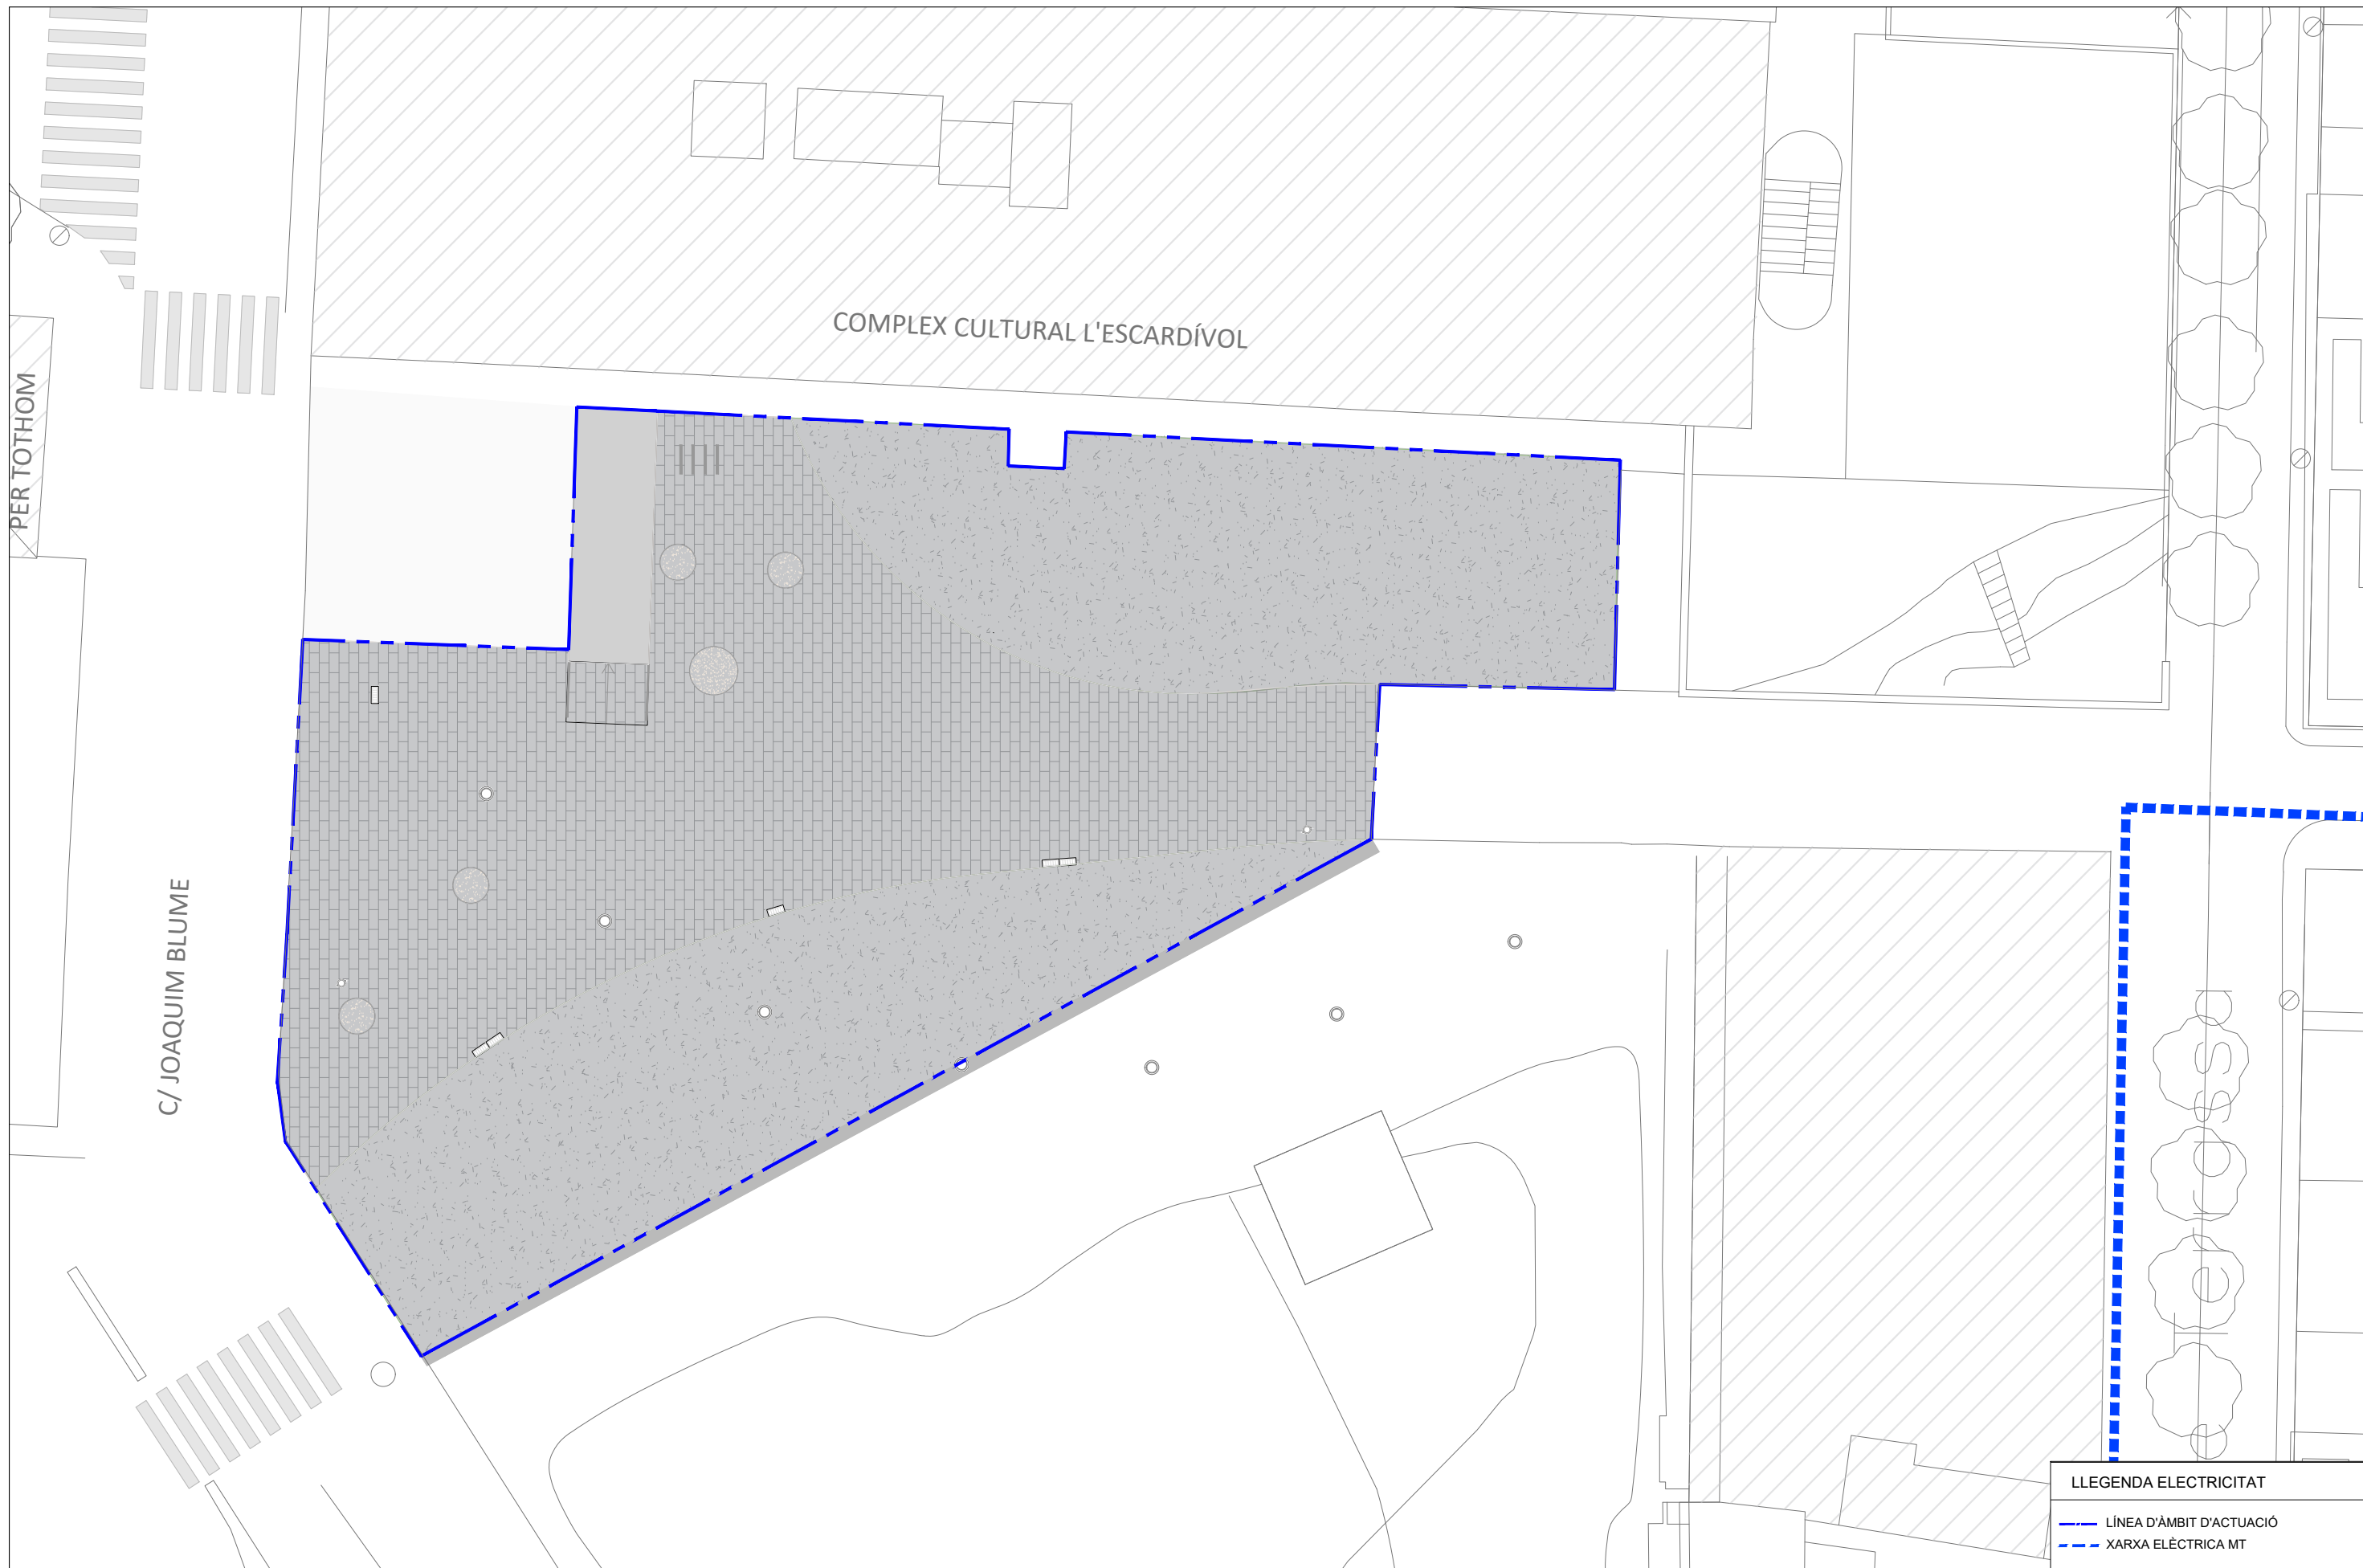 COMPLEX CULTURAL L'ESCARDÍVOL
PER TOTHOM
C/ JOAQUIM BLUME
LLEGENDA ELECTRICITAT
LÍNEA D'ÀMBIT D'ACTUACIÓ
XARXA ELÈCTRICA MT